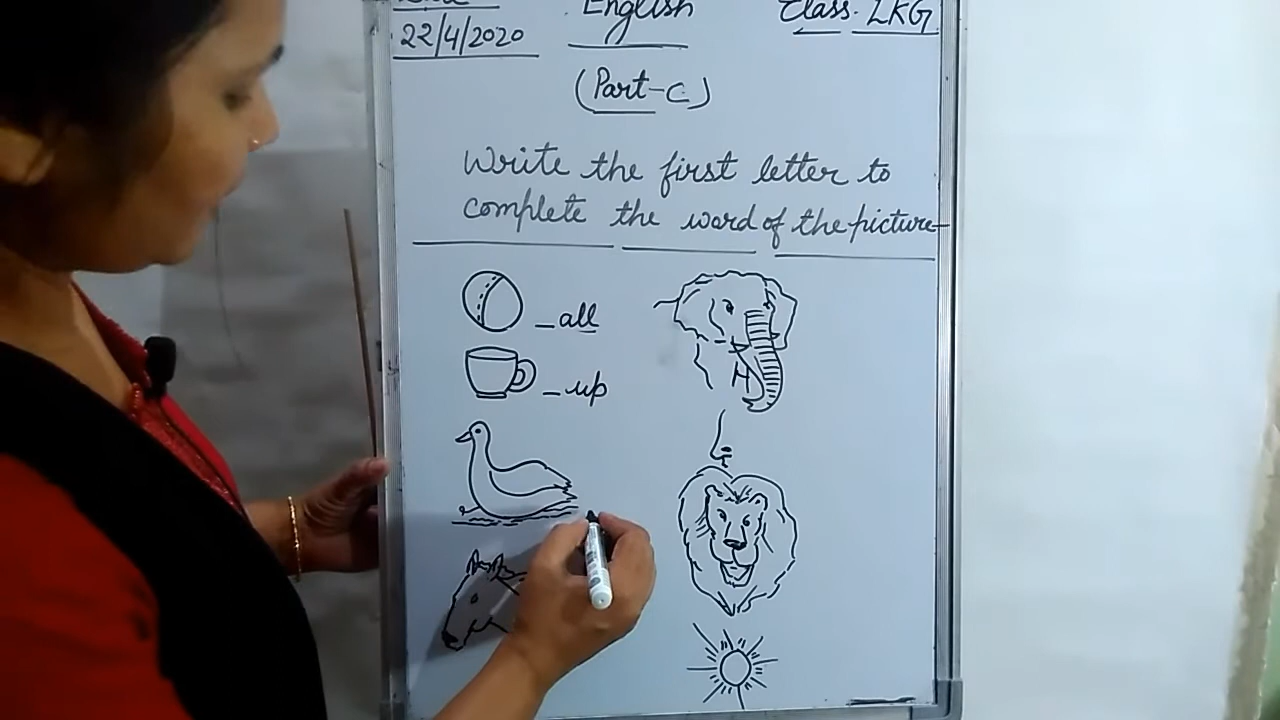 English
Class. LKG
22/4/2020
(Part-C)
Write the first letter to
complete the word of the picture-
_all
_up